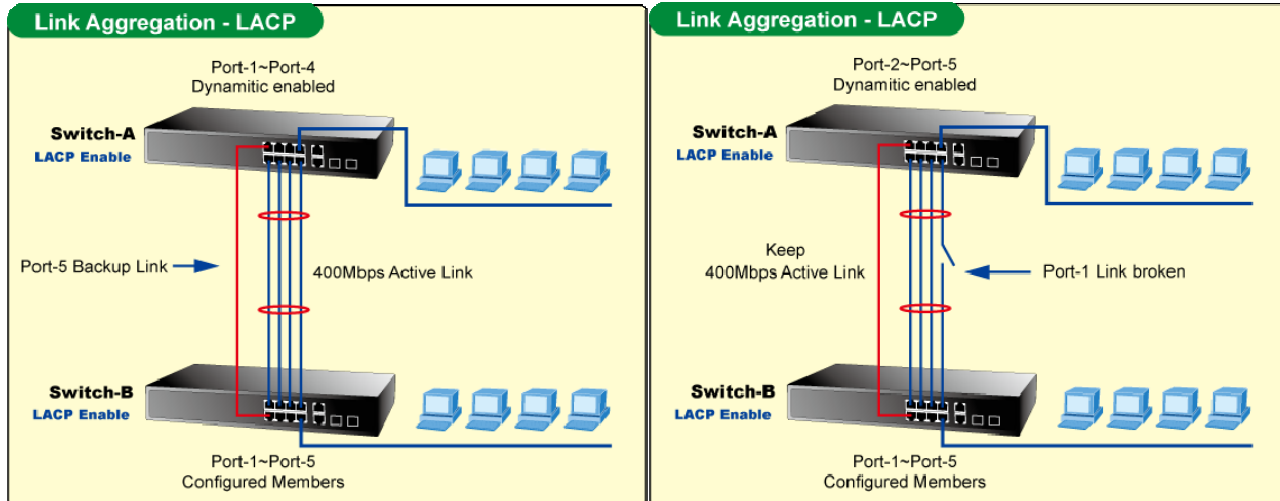 Link Aggregation - LACP
Port-1~Port-4
Dynamitic enabled
Switch-A
LACP Enable
Port-5 Backup Link
400Mbps Active Link
Switch-B
LACP Enable
Port-1~Port-5
Configured Members
Link Aggregation - LACP
Port-2~Port-5
Dynamitic enabled
Switch-A
LACP Enable
Keep
400Mbps Active Link
Port-1 Link broken
Switch-B
LACP Enable
Port-1~Port-5
Configured Members